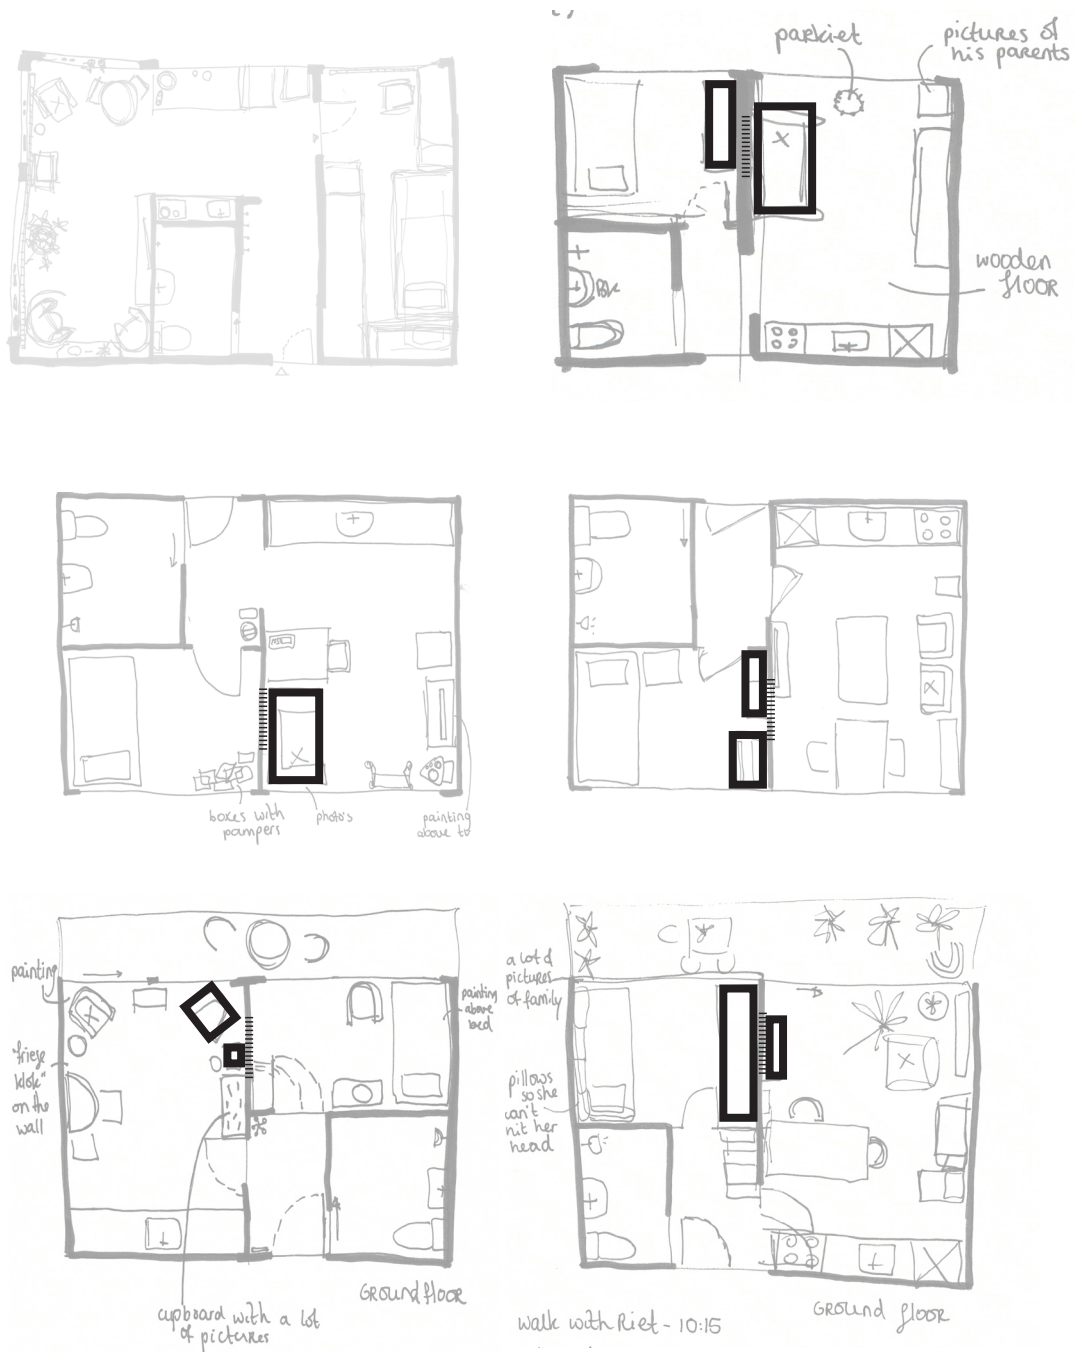 parkiet
pictures of
his parents
wooden
floor
boxes with
pampers
photo's
painting
above tv
painting
"friese
klok"
on the
wall
painting
above
bed
cupboard with a lot
of pictures
Ground floor
a lot of
pictures
of family
pillows
so she
can't
hit her
head
walk with Riet - 10:15
Ground floor